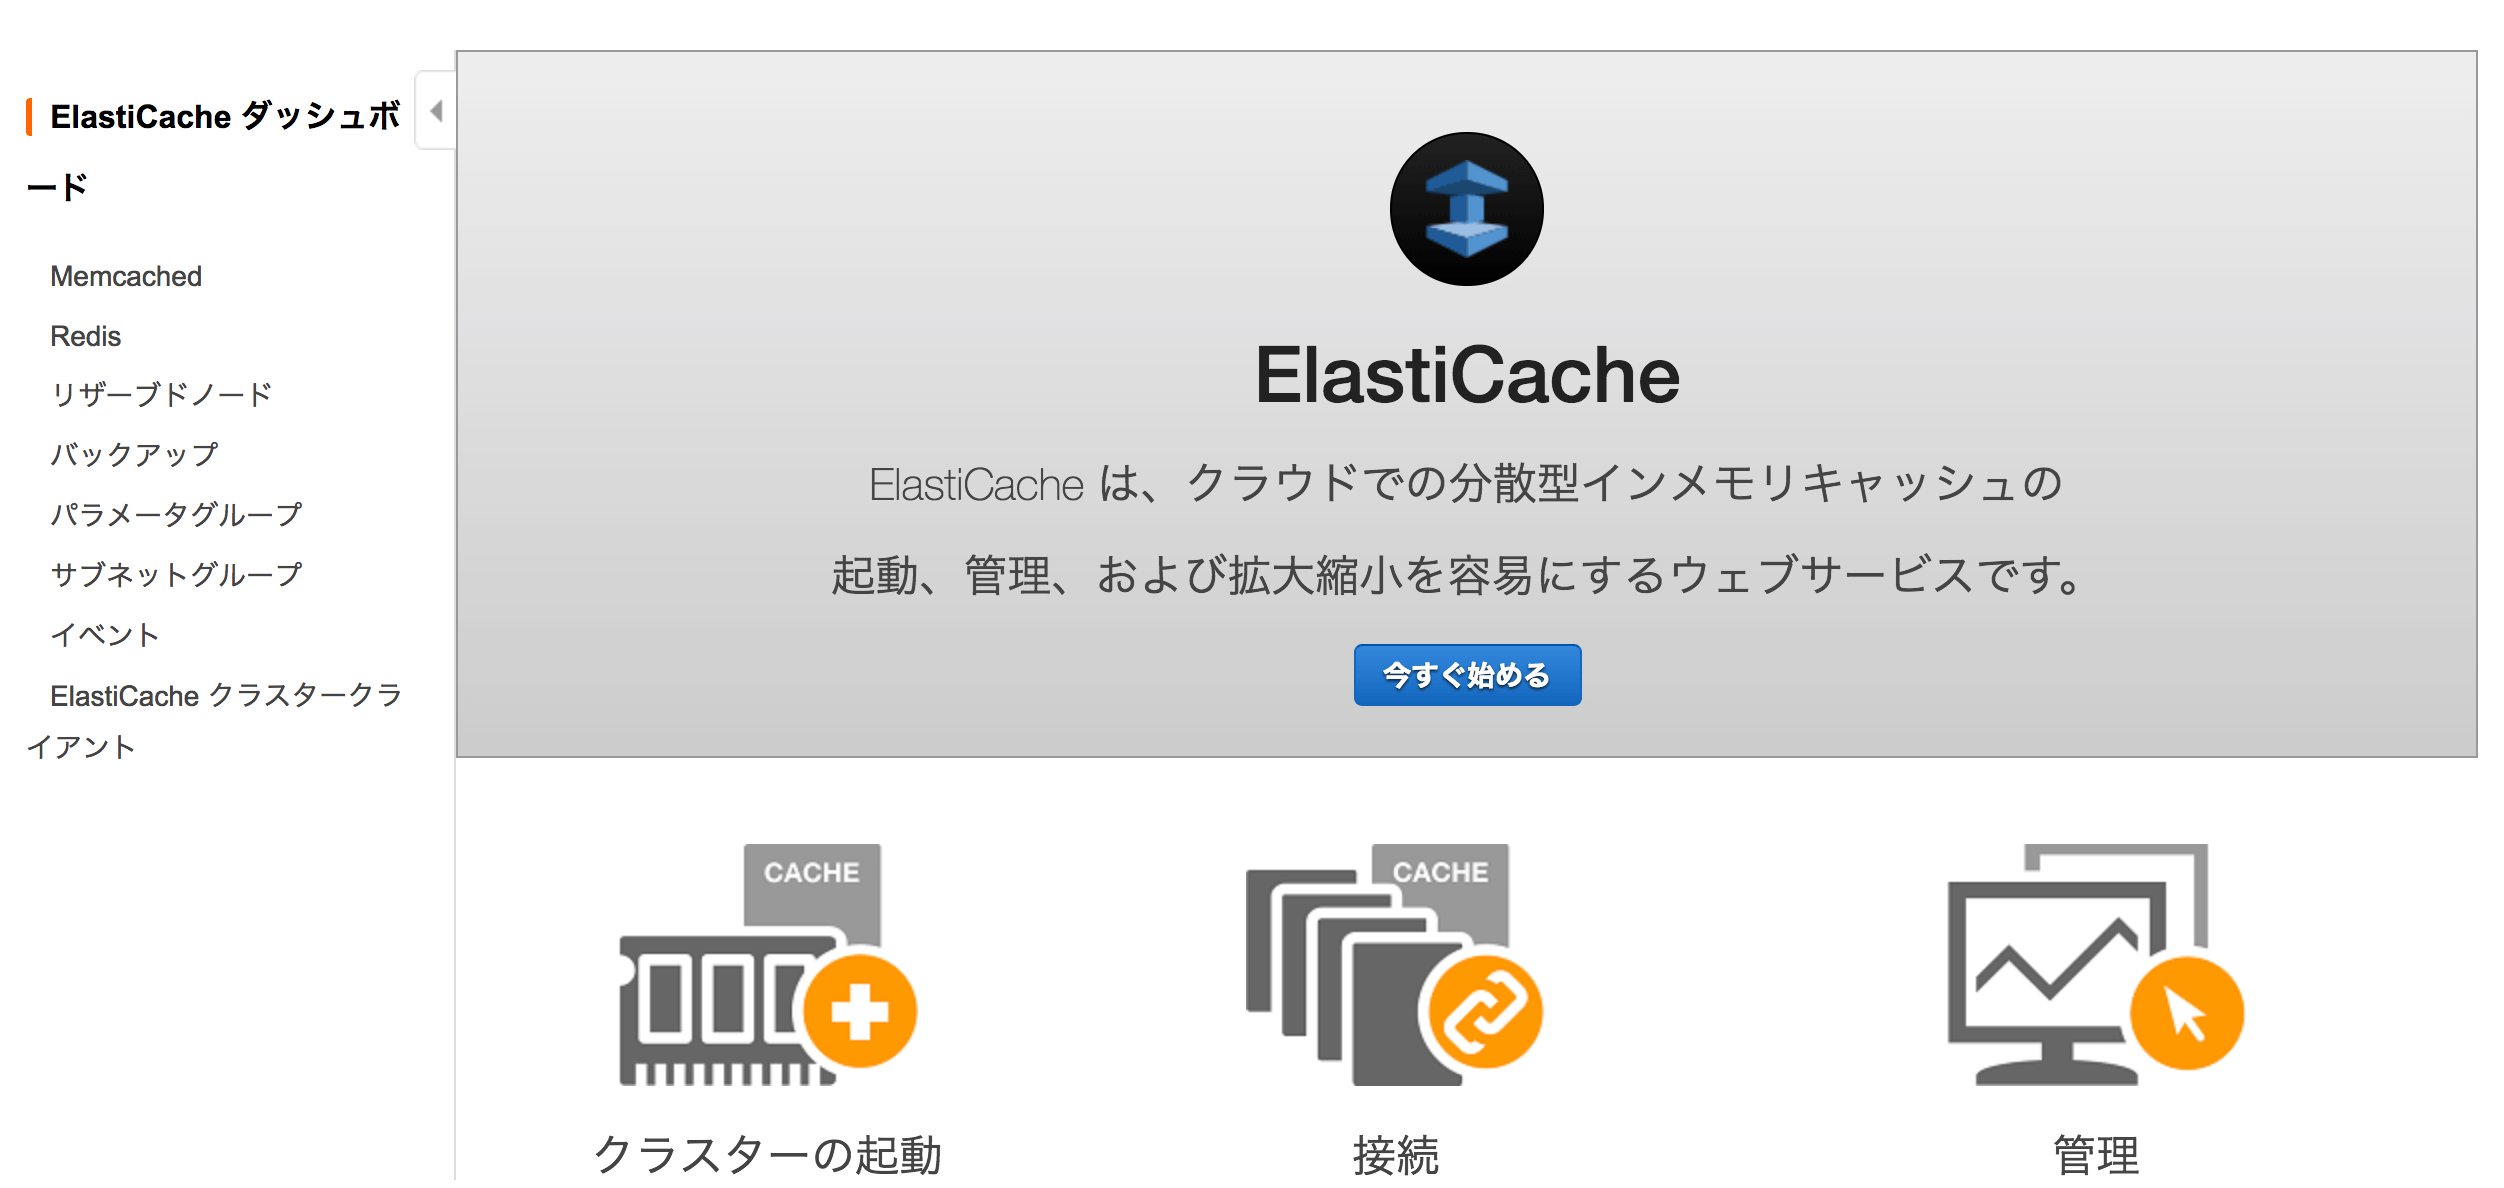 ElastiCache ダッシュボ
ード
Memcached
Redis
リザーブドノード
バックアップ
パラメータグループ
サブネットグループ
イベント
ElastiCache クラスタークラ
イアント
ElastiCache
ElastiCache は、クラウドでの分散型インメモリキャッシュの
起動、管理、および拡大縮小を容易にするウェブサービスです。
今すぐ始める
CACHE
クラスターの起動
CACHE
接続
管理